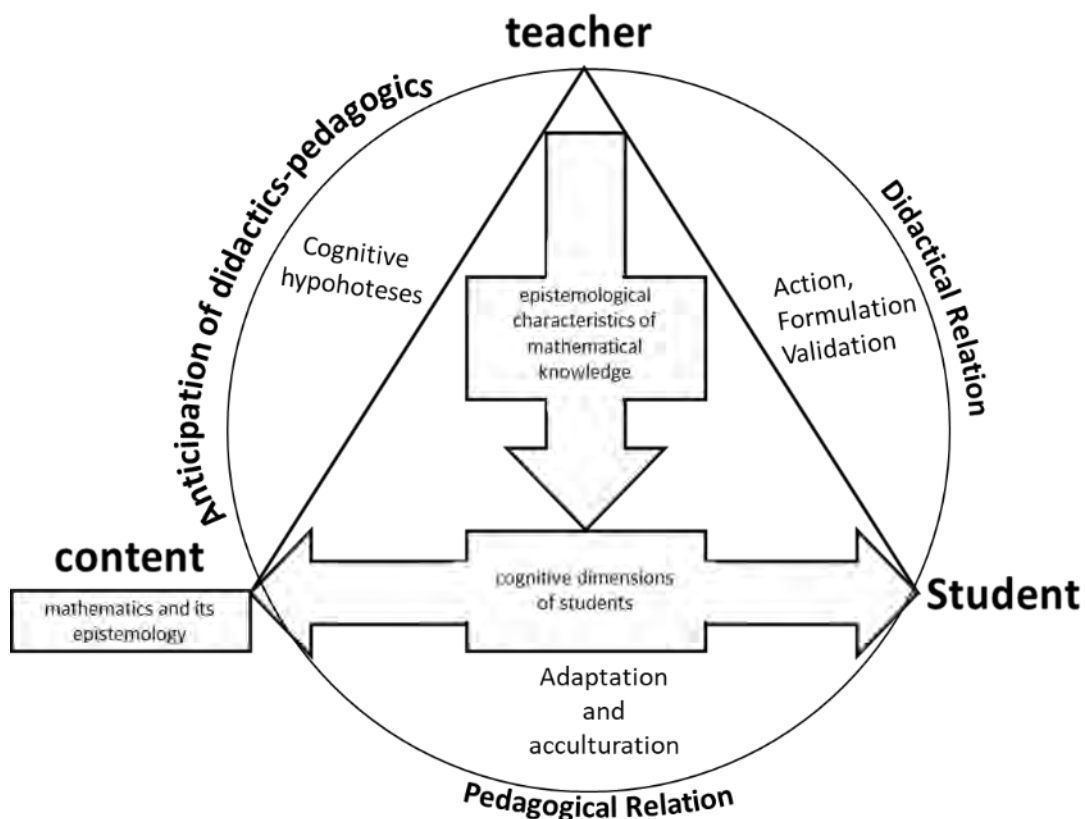 teacher
Anticipation of didactics-pedagogics
Didactical Relation
Cognitive
hypohoteses
Action,
Formulation
Validation
epistemological
characteristics of
mathematical
knowledge
content
mathematics and its
epistemology
cognitive dimensions
of students
Student
Adaptation
and
acculturation
Pedagogical Relation